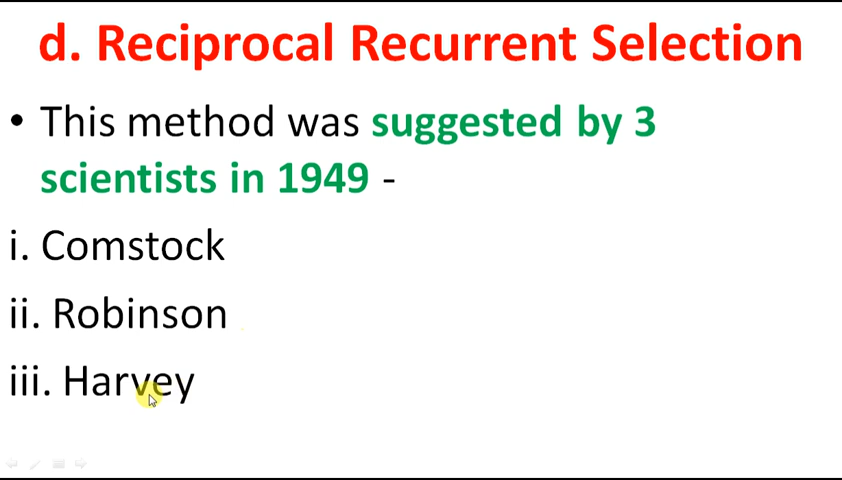 d. Reciprocal Recurrent Selection
• This method was suggested by 3
scientists in 1949 -
i. Comstock
ii. Robinson
iii. Harvey